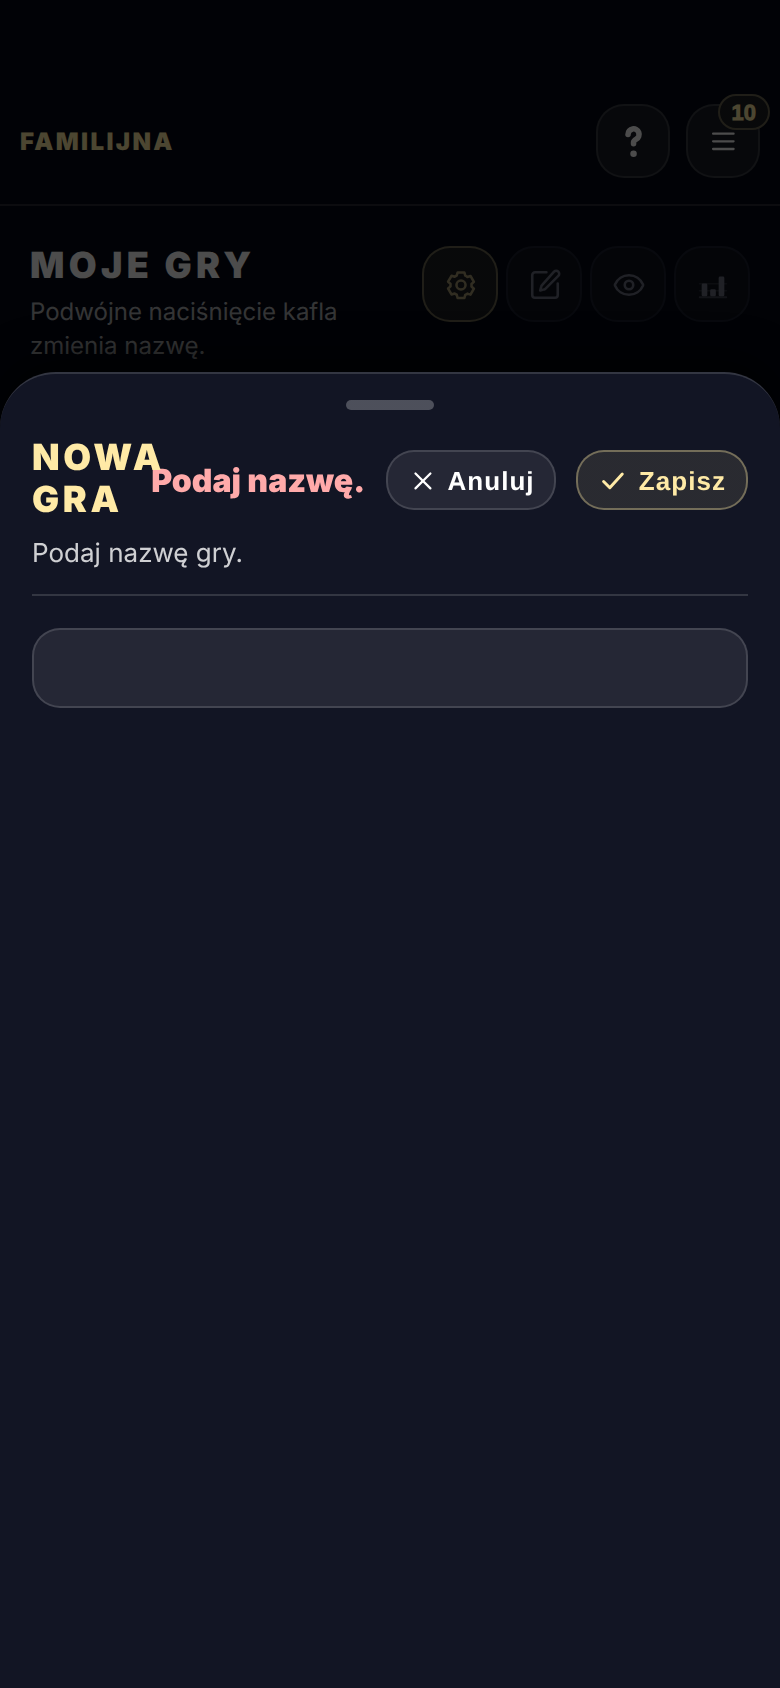 FAMILIJNA
?
10
MOJE GRY
Podwójne naciśnięcie kafla
zmienia nazwę.
NOWA
GRA
Podaj nazwę.
Anuluj
Zapisz
Podaj nazwę gry.